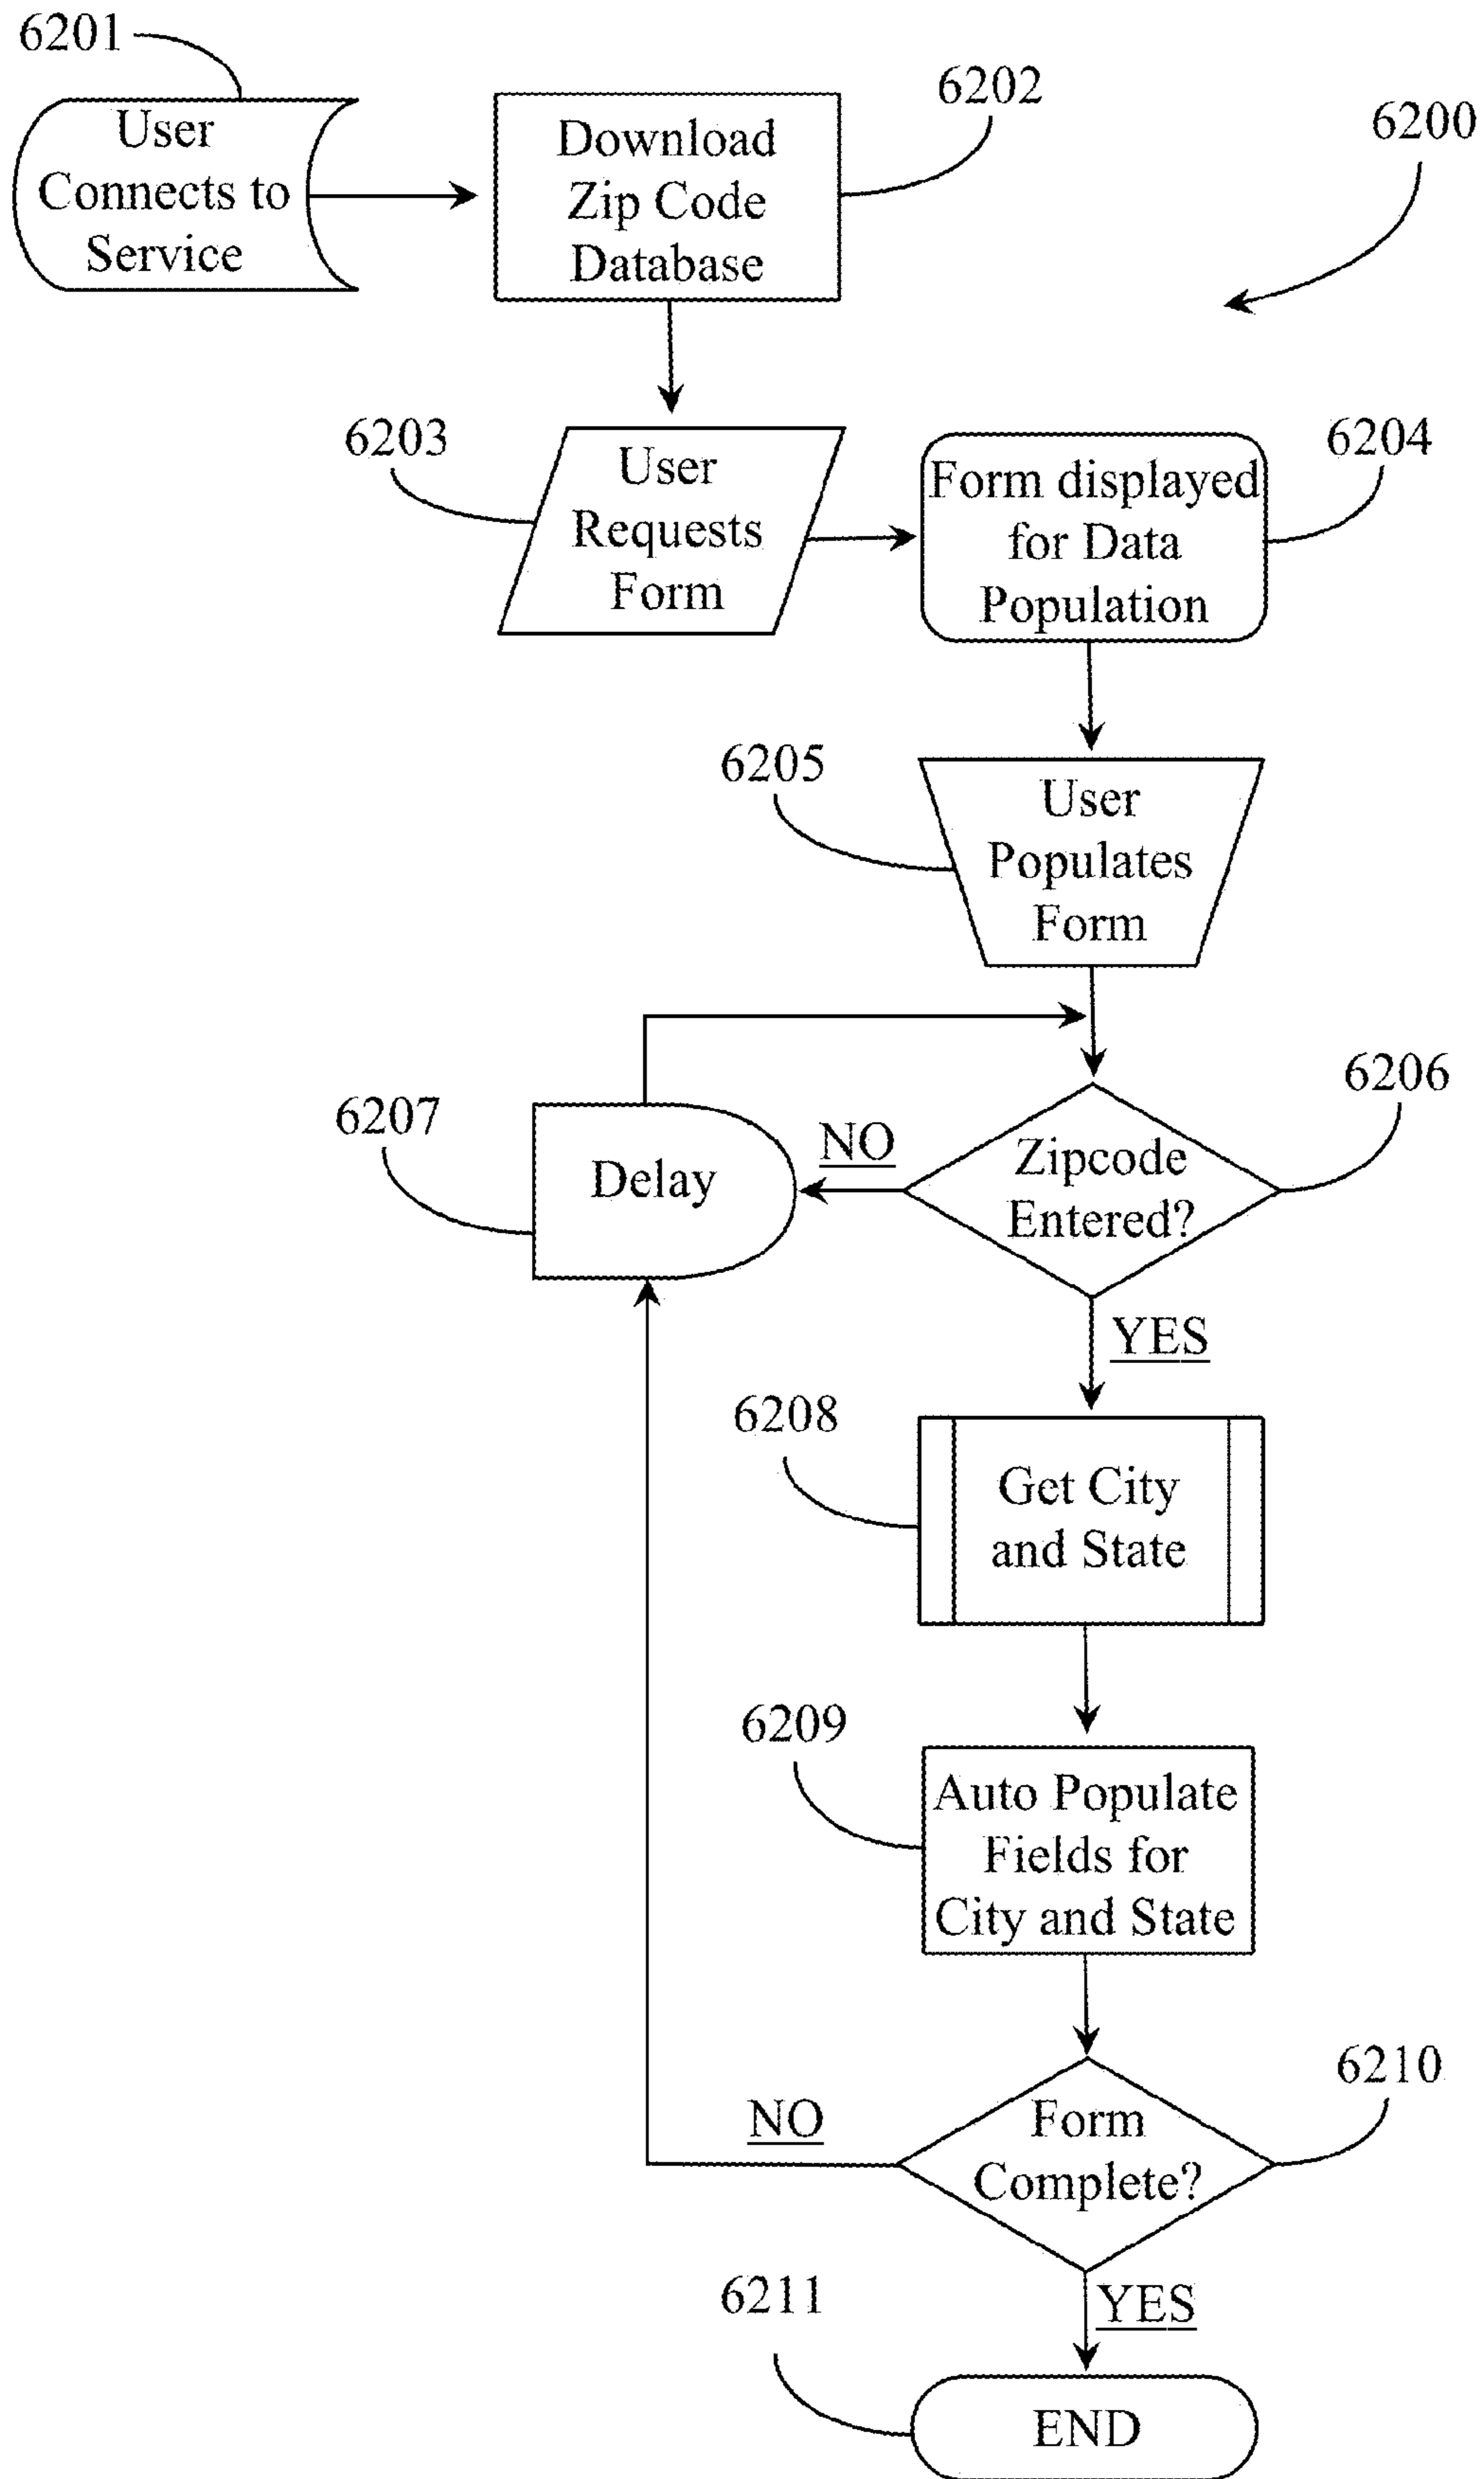 6201
User
Connects to
Service
6202
Download
Zip Code
Database
6200
6203
User
Requests
Form
6204
Form displayed
for Data
Population
6205
User
Populates
Form
6206
Zipcode
Entered?
NO
6207
Delay
YES
6208
Get City
and State
6209
Auto Populate
Fields for
City and State
6210
Form
Complete?
NO
YES
6211
END